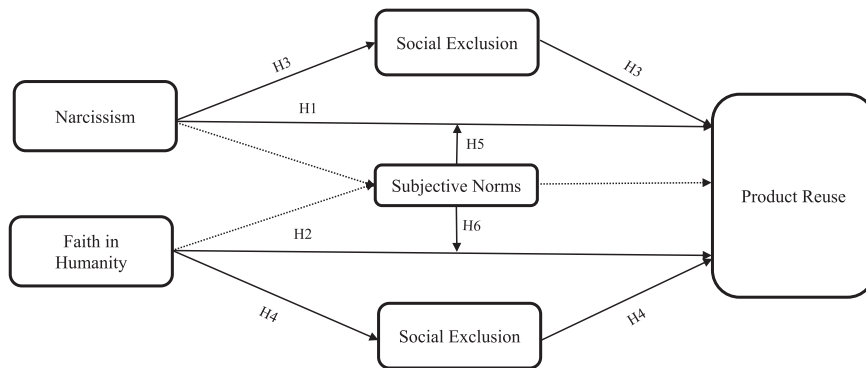 Social Exclusion
H3
H3
Narcissism
H1
H5
Subjective Norms
Product Reuse
H6
Faith in
Humanity
H2
H4
H4
Social Exclusion